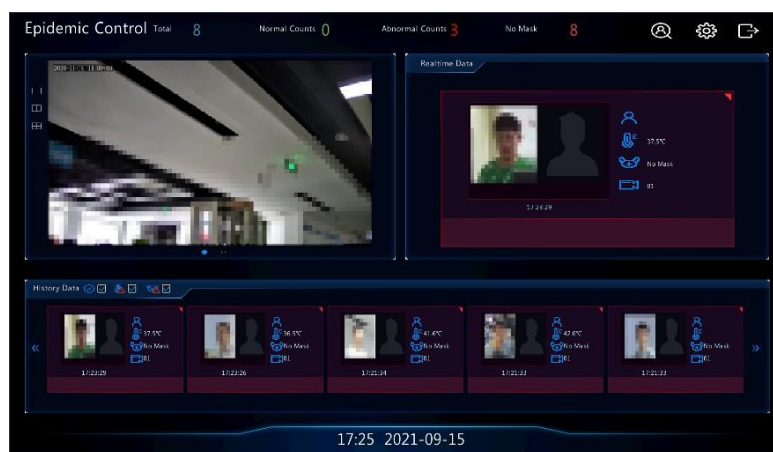 Epidemic Control Total 8 Normal Counts 0 Abnormal Counts 3 No Mask 8
Realtime Data
37.5℃
No Mask
01
17:23:29
History Data
37.5℃
No Mask
01
17:23:29
36.5℃
No Mask
01
17:23:26
41.6℃
No Mask
01
17:21:34
42.0℃
No Mask
01
17:21:33
No Mask
01
17:21:33
17:25 2021-09-15